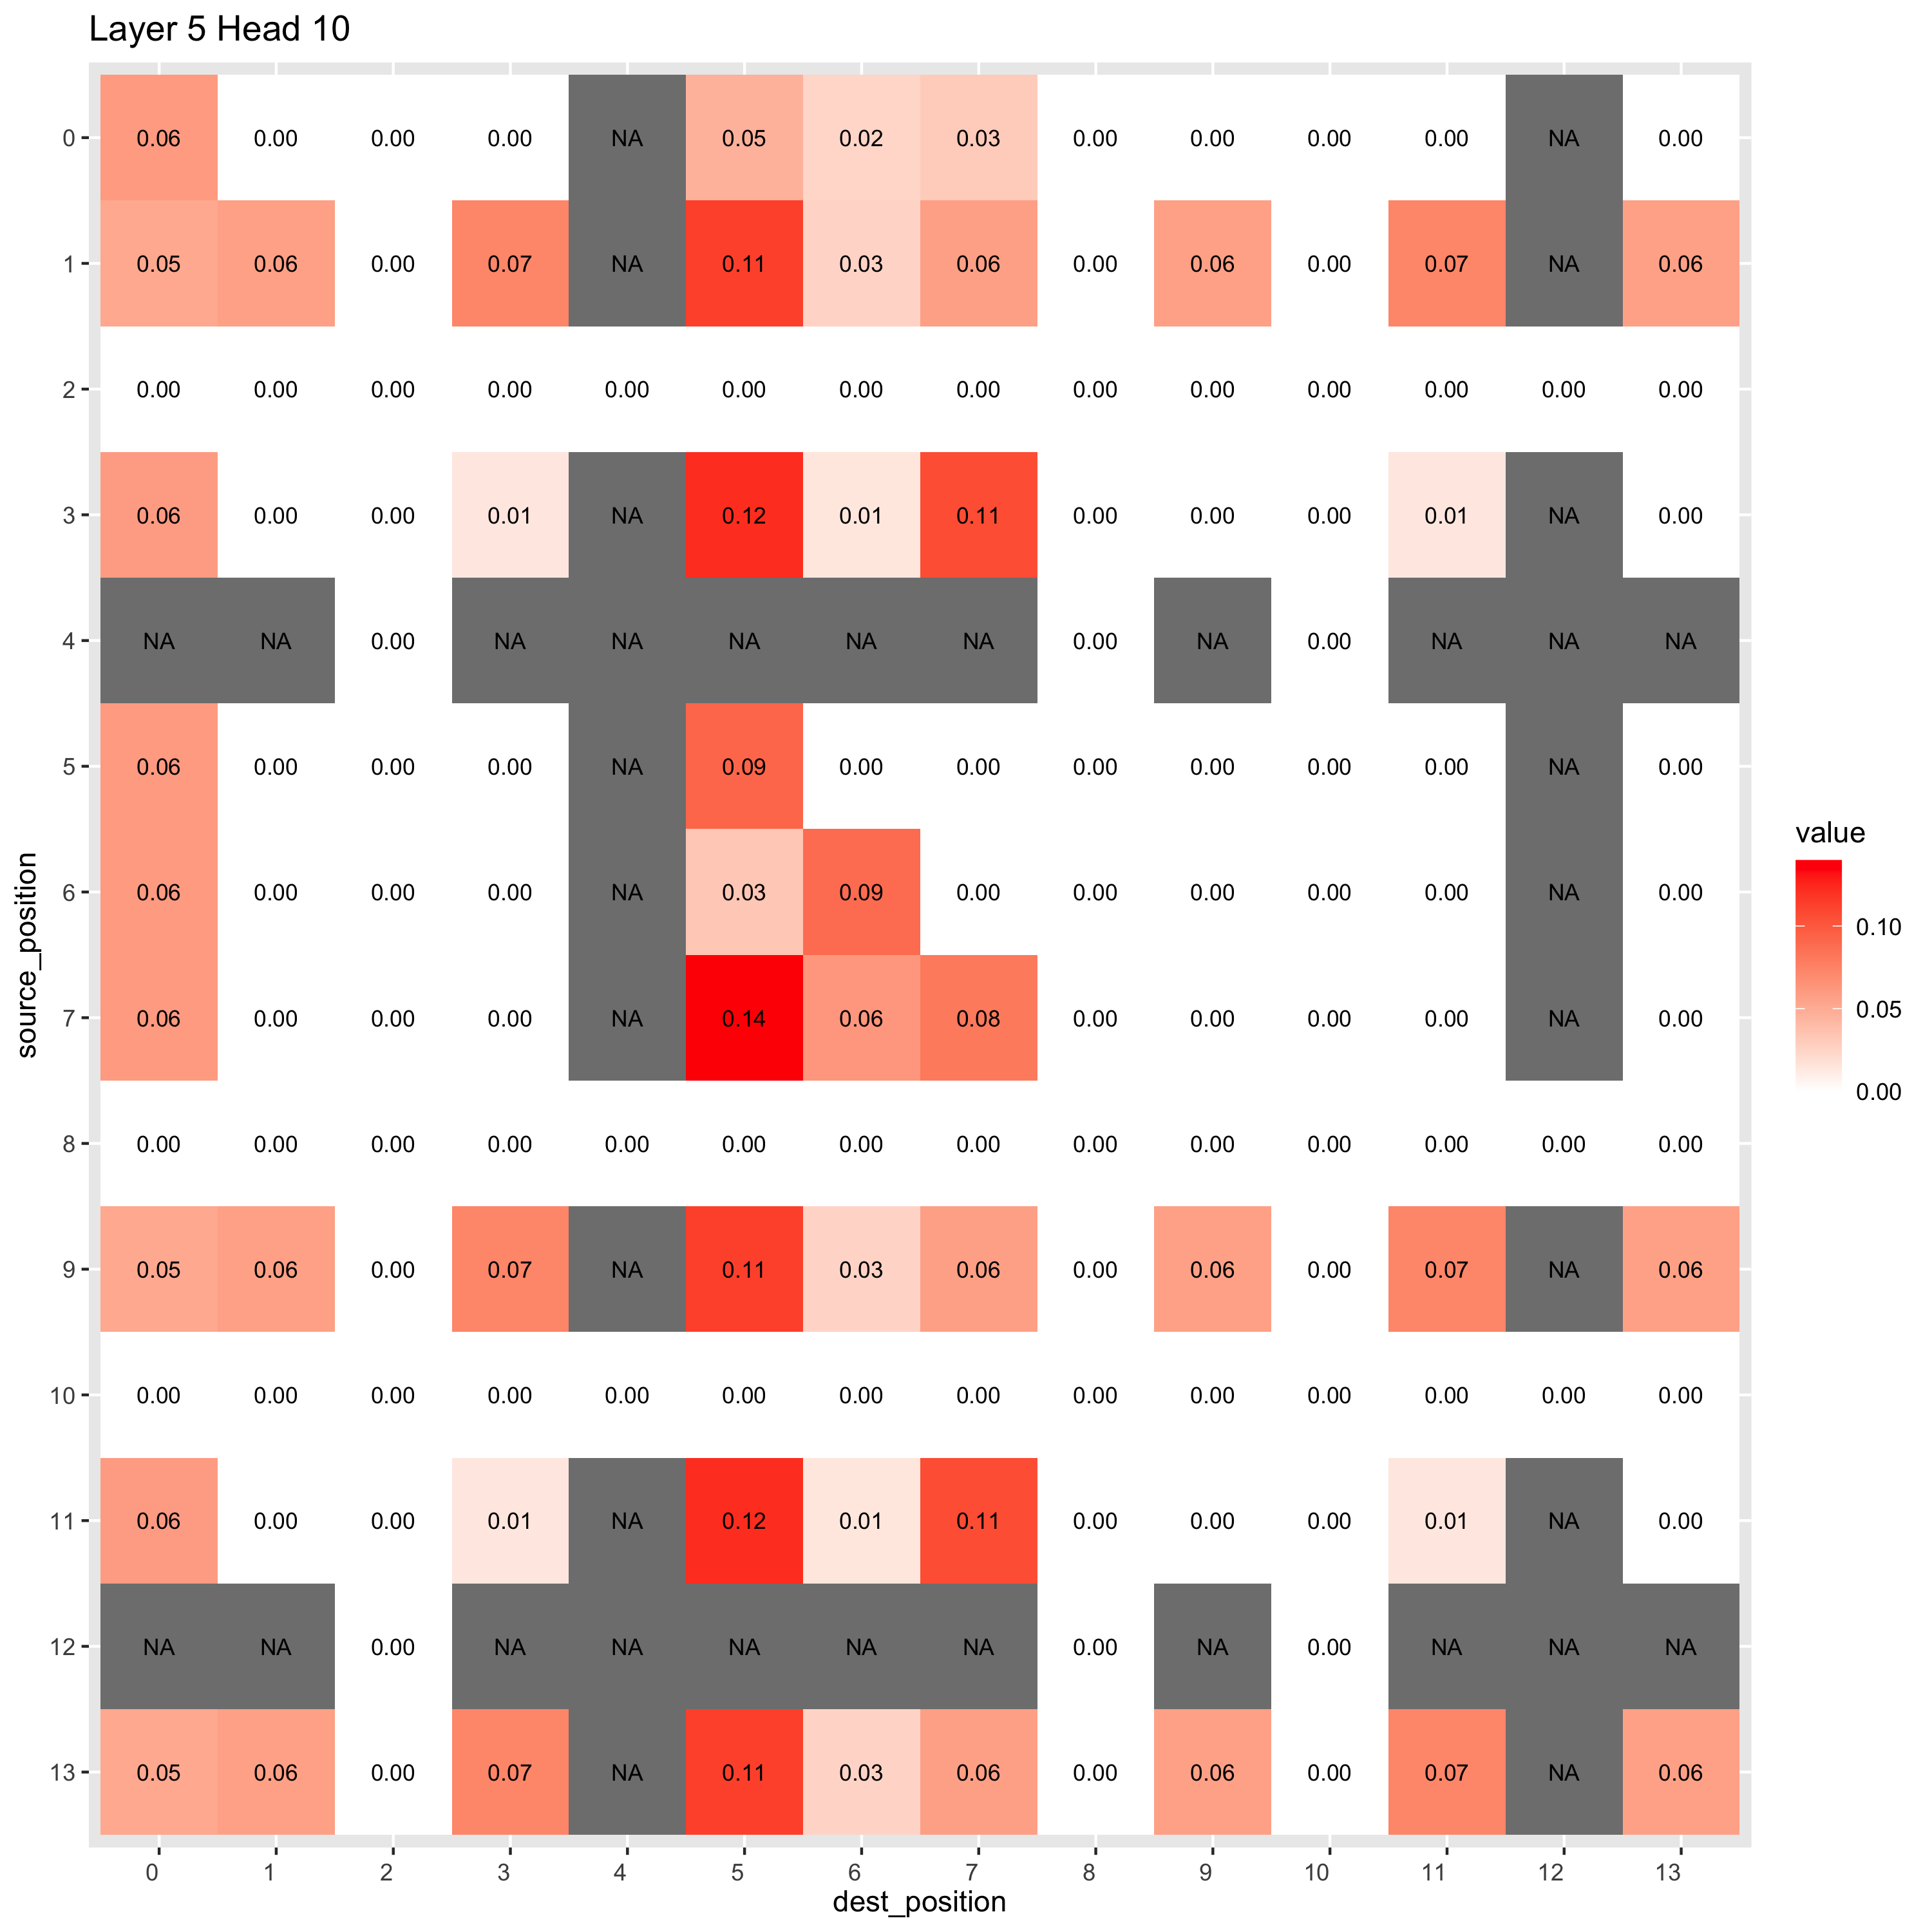 Layer 5 Head 10
0 0.06 0.00 0.00 0.00 NA 0.05 0.02 0.03 0.00 0.00 0.00 0.00 NA 0.00
1 0.05 0.06 0.00 0.07 NA 0.11 0.03 0.06 0.00 0.06 0.00 0.07 NA 0.06
2 0.00 0.00 0.00 0.00 0.00 0.00 0.00 0.00 0.00 0.00 0.00 0.00 0.00 0.00
3 0.06 0.00 0.00 0.01 NA 0.12 0.01 0.11 0.00 0.00 0.00 0.01 NA 0.00
4 NA NA 0.00 NA NA NA NA NA 0.00 NA 0.00 NA NA NA
5 0.06 0.00 0.00 0.00 NA 0.09 0.00 0.00 0.00 0.00 0.00 0.00 NA 0.00
6 0.06 0.00 0.00 0.00 NA 0.03 0.09 0.00 0.00 0.00 0.00 0.00 NA 0.00
7 0.06 0.00 0.00 0.00 NA 0.14 0.06 0.08 0.00 0.00 0.00 0.00 NA 0.00
8 0.00 0.00 0.00 0.00 0.00 0.00 0.00 0.00 0.00 0.00 0.00 0.00 0.00 0.00
9 0.05 0.06 0.00 0.07 NA 0.11 0.03 0.06 0.00 0.06 0.00 0.07 NA 0.06
10 0.00 0.00 0.00 0.00 0.00 0.00 0.00 0.00 0.00 0.00 0.00 0.00 0.00 0.00
11 0.06 0.00 0.00 0.01 NA 0.12 0.01 0.11 0.00 0.00 0.00 0.01 NA 0.00
12 NA NA 0.00 NA NA NA NA NA 0.00 NA 0.00 NA NA NA
13 0.05 0.06 0.00 0.07 NA 0.11 0.03 0.06 0.00 0.06 0.00 0.07 NA 0.06
0 1 2 3 4 5 6 7 8 9 10 11 12 13
dest_position
source_position
value
0.10
0.05
0.00